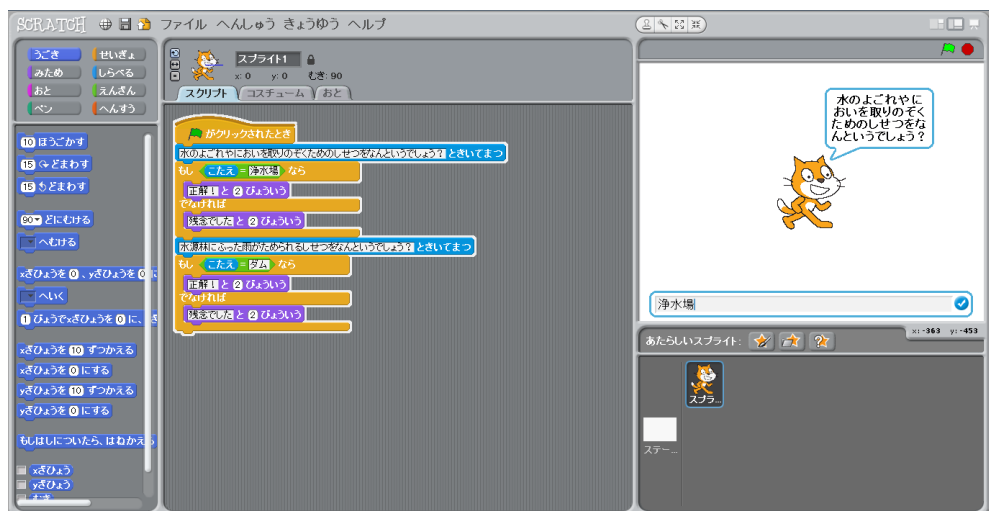 SCRATCH ファイル へんしゅう きょうゆう ヘルプ
うごき せいぎょ
みため しらべる
おと えんざん
ペン へんすう
スプライト1
x: 0 y: 0 むき: 90
スクリプト コスチューム おと
10 ほうごかす
15 どまわす
15 どまわす
90 どにむける
へむける
xざひょうを 0 、yざひょうを 0 に
へいく
1 びょうでxざひょうを 0 に、
xざひょうを 10 ずつかえる
xざひょうを 0 にする
yざひょうを 10 ずつかえる
yざひょうを 0 にする
もしはしについたら、はねかえ
xざひょう
yざひょう
むき
がクリックされたとき
水のよごれやにおいを取りのぞくためのしせつをなんというでしょう? ときいてまつ
もし こたえ = 浄水場 なら
正解! と 2 びょういう
でなければ
残念でした と 2 びょういう
水源林にふった雨がためられるしせつをなんというでしょう? ときいてまつ
もし こたえ = ダム なら
正解! と 2 びょういう
でなければ
残念でした と 2 びょういう
水のよごれやに
おいを取りのぞく
ためのしせつをな
んというでしょう?
浄水場
x: -363 y: -453
あたらしいスプライト:
スプラ...
ステー...